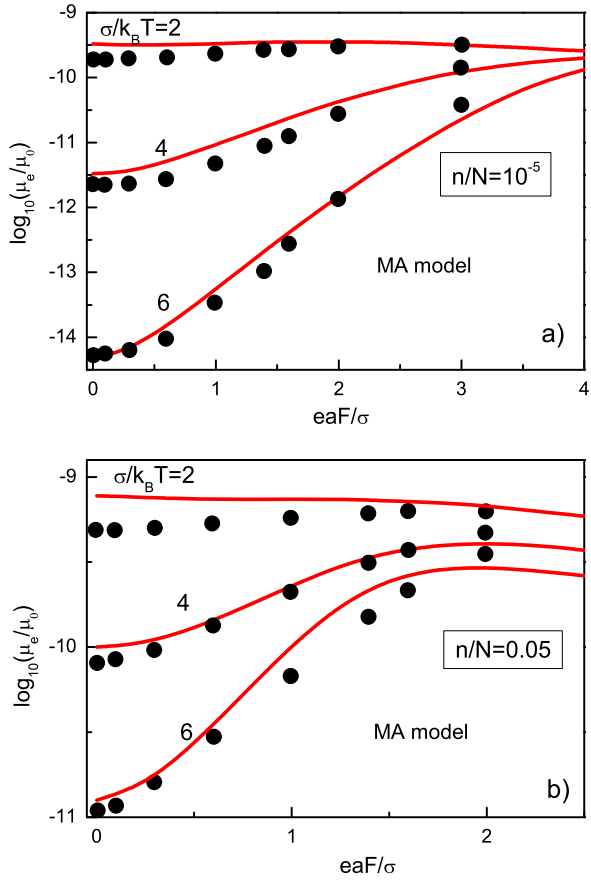 -9
σ/k_BT=2
-10
-11
4
n/N=10^-5
log₁₀(μₑ/μ₀)
-12
MA model
-13
6
-14
a)
0 1 2 3 4
eaF/σ
-9
σ/k_BT=2
4
-10
n/N=0.05
log₁₀(μₑ/μ₀)
6
MA model
b)
-11
0 1 2
eaF/σ